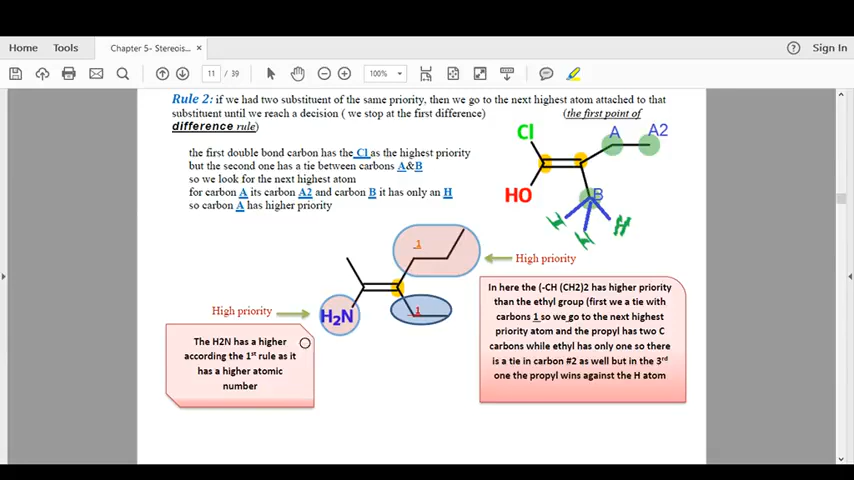 Home Tools Chapter 5- Stereois... × ? Sign In
11 / 39 100%
Rule 2: if we had two substituent of the same priority, then we go to the next highest atom attached to that
substituent until we reach a decision ( we stop at the first difference) (the first point of
difference rule)
the first double bond carbon has the Cl as the highest priority
but the second one has a tie between carbons A&B
so we look for the next highest atom
for carbon A its carbon A2 and carbon B it has only an H
so carbon A has higher priority
Cl A A2
HO B
H H H
1
High priority
1
High priority
H2N
The H2N has a higher
according the 1st rule as it
has a higher atomic
number
In here the (-CH (CH2)2 has higher priority
than the ethyl group (first we a tie with
carbons 1 so we go to the next highest
priority atom and the propyl has two C
carbons while ethyl has only one so there
is a tie in carbon #2 as well but in the 3rd
one the propyl wins against the H atom